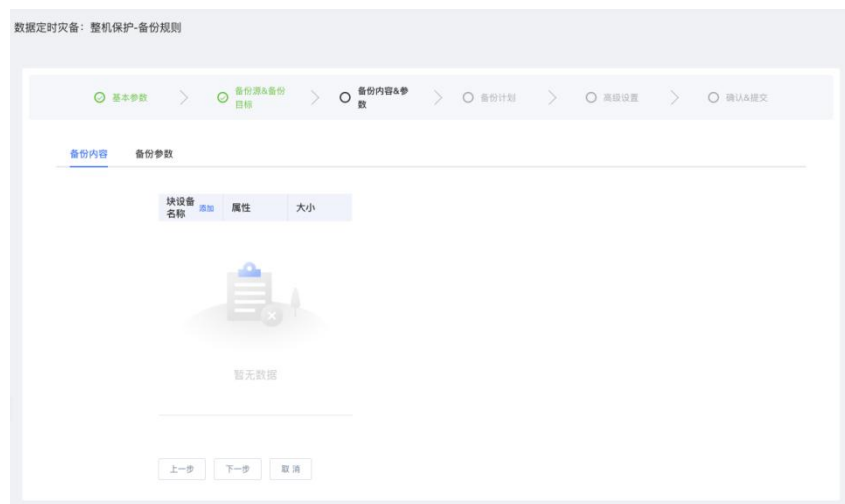 数据定时灾备：整机保护-备份规则
基本参数
备份源&备份
目标
备份内容&参
数
备份计划
高级设置
确认&提交
备份内容 备份参数
块设备
名称 添加 属性 大小
暂无数据
上一步 下一步 取 消